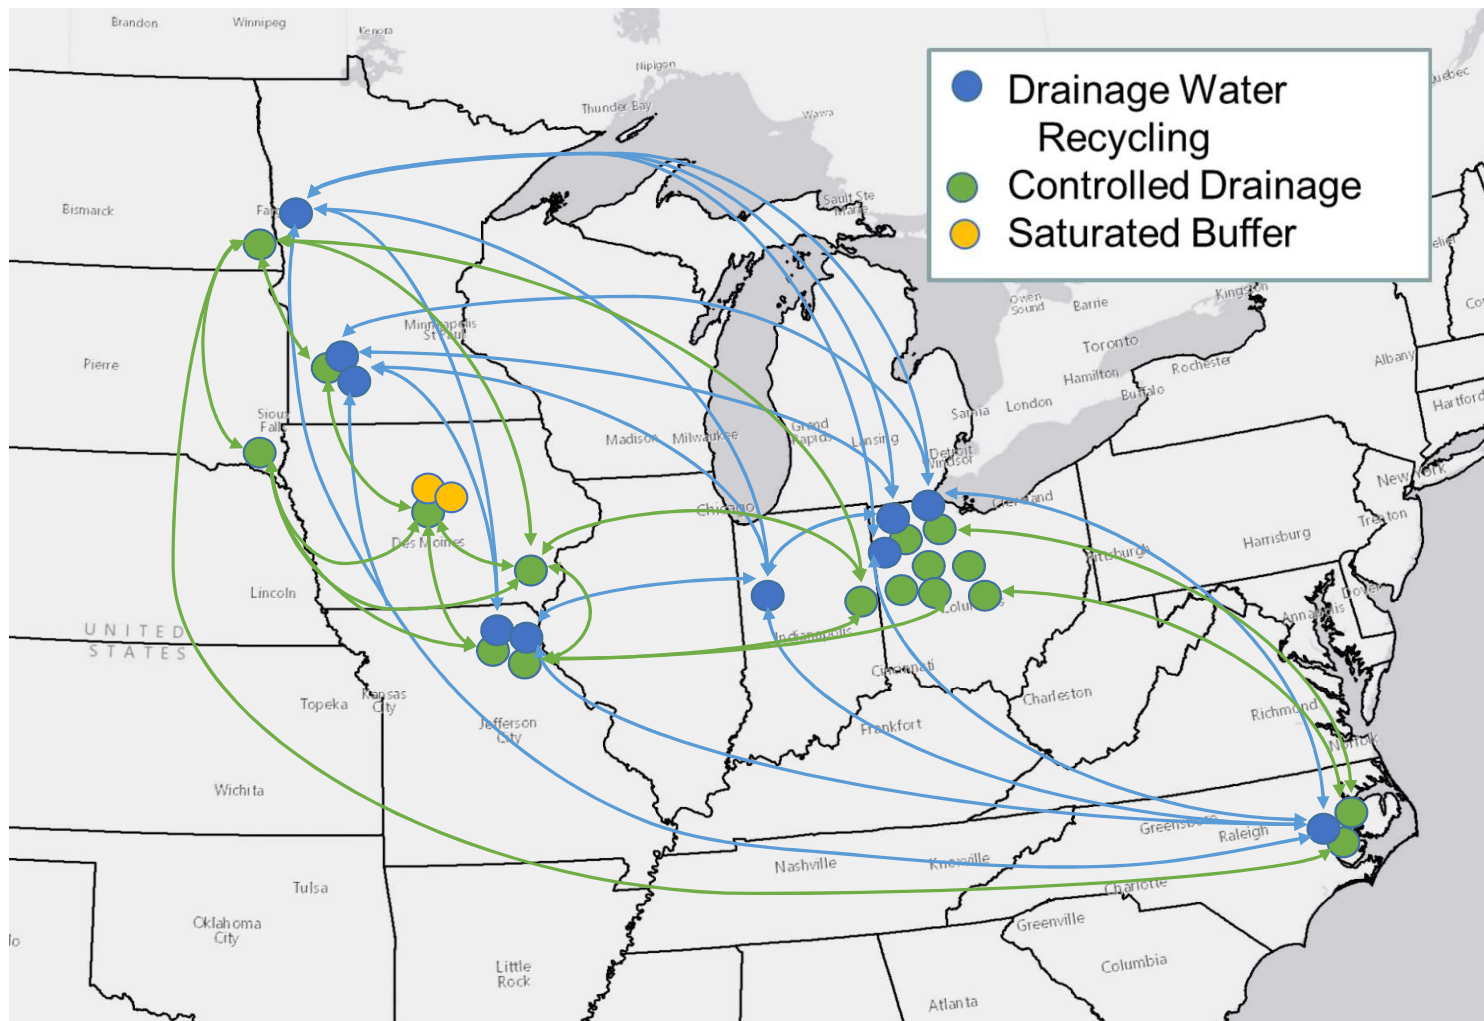 Brandon
Winnipeg
Kenora
Nipigon
Thunder Bay
Wawa
Quebec
Drainage Water
Recycling
Controlled Drainage
Saturated Buffer
Bismarck
Sault Ste
Marie
Owen
Sound
Barrie
Kingston
Minneapolis
St Paul
Toronto
Pierre
Rochester
Albany
Hamilton
Buffalo
Sioux
Falls
Sarnia
London
Hartford
Madison
Milwaukee
Grand
Rapids
Lansing
Detroit
Windsor
New York
Chicago
Cleveland
Trenton
Des Moines
Pittsburgh
Harrisburg
Lincoln
Dover
Annapolis
Columbus
UNITED
STATES
Indianapolis
Cincinnati
Topeka
Kansas
City
Charleston
Richmond
Jefferson
City
Frankfort
Norfolk
Wichita
Greensboro
Raleigh
Nashville
Knoxville
Tulsa
Charlotte
Oklahoma
City
Greenville
Little
Rock
Columbia
Atlanta